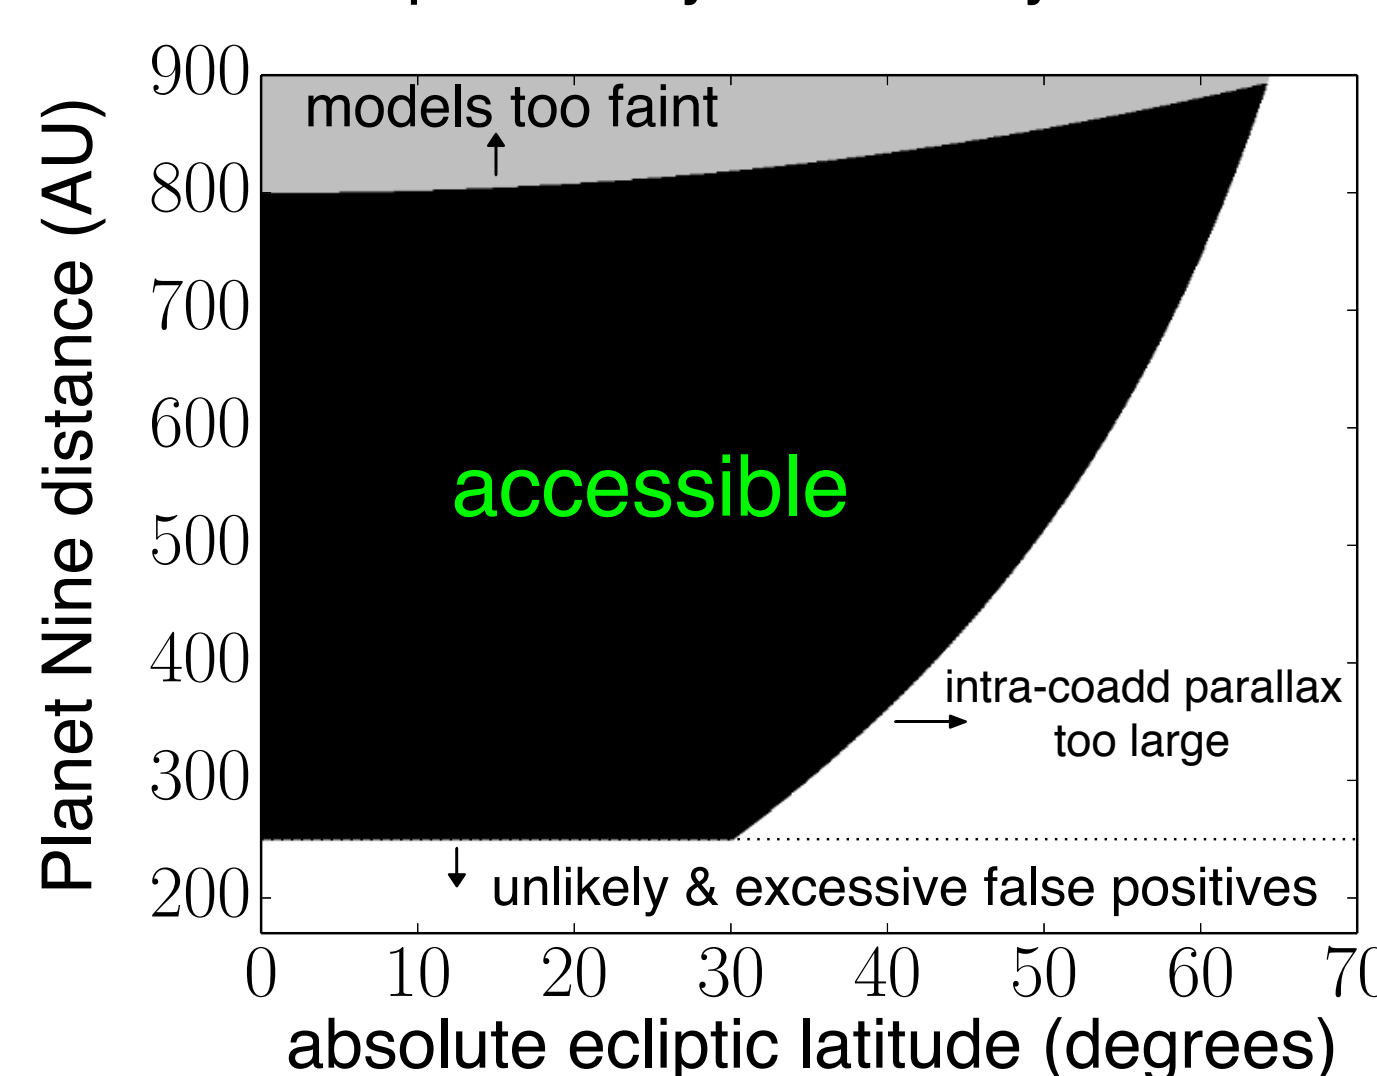 900
models too faint
800
700
600
accessible
500
400
intra-coadd parallax
too large
300
unlikely & excessive false positives
200
0 10 20 30 40 50 60
absolute ecliptic latitude (degrees)
Planet Nine distance (AU)